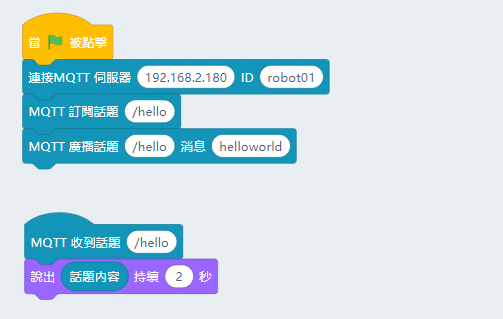 當 被點擊
連接MQTT 伺服器 192.168.2.180 ID robot01
MQTT 訂閱話題 /hello
MQTT 廣播話題 /hello 消息 helloworld
MQTT 收到話題 /hello
說出 話題內容 持續 2 秒